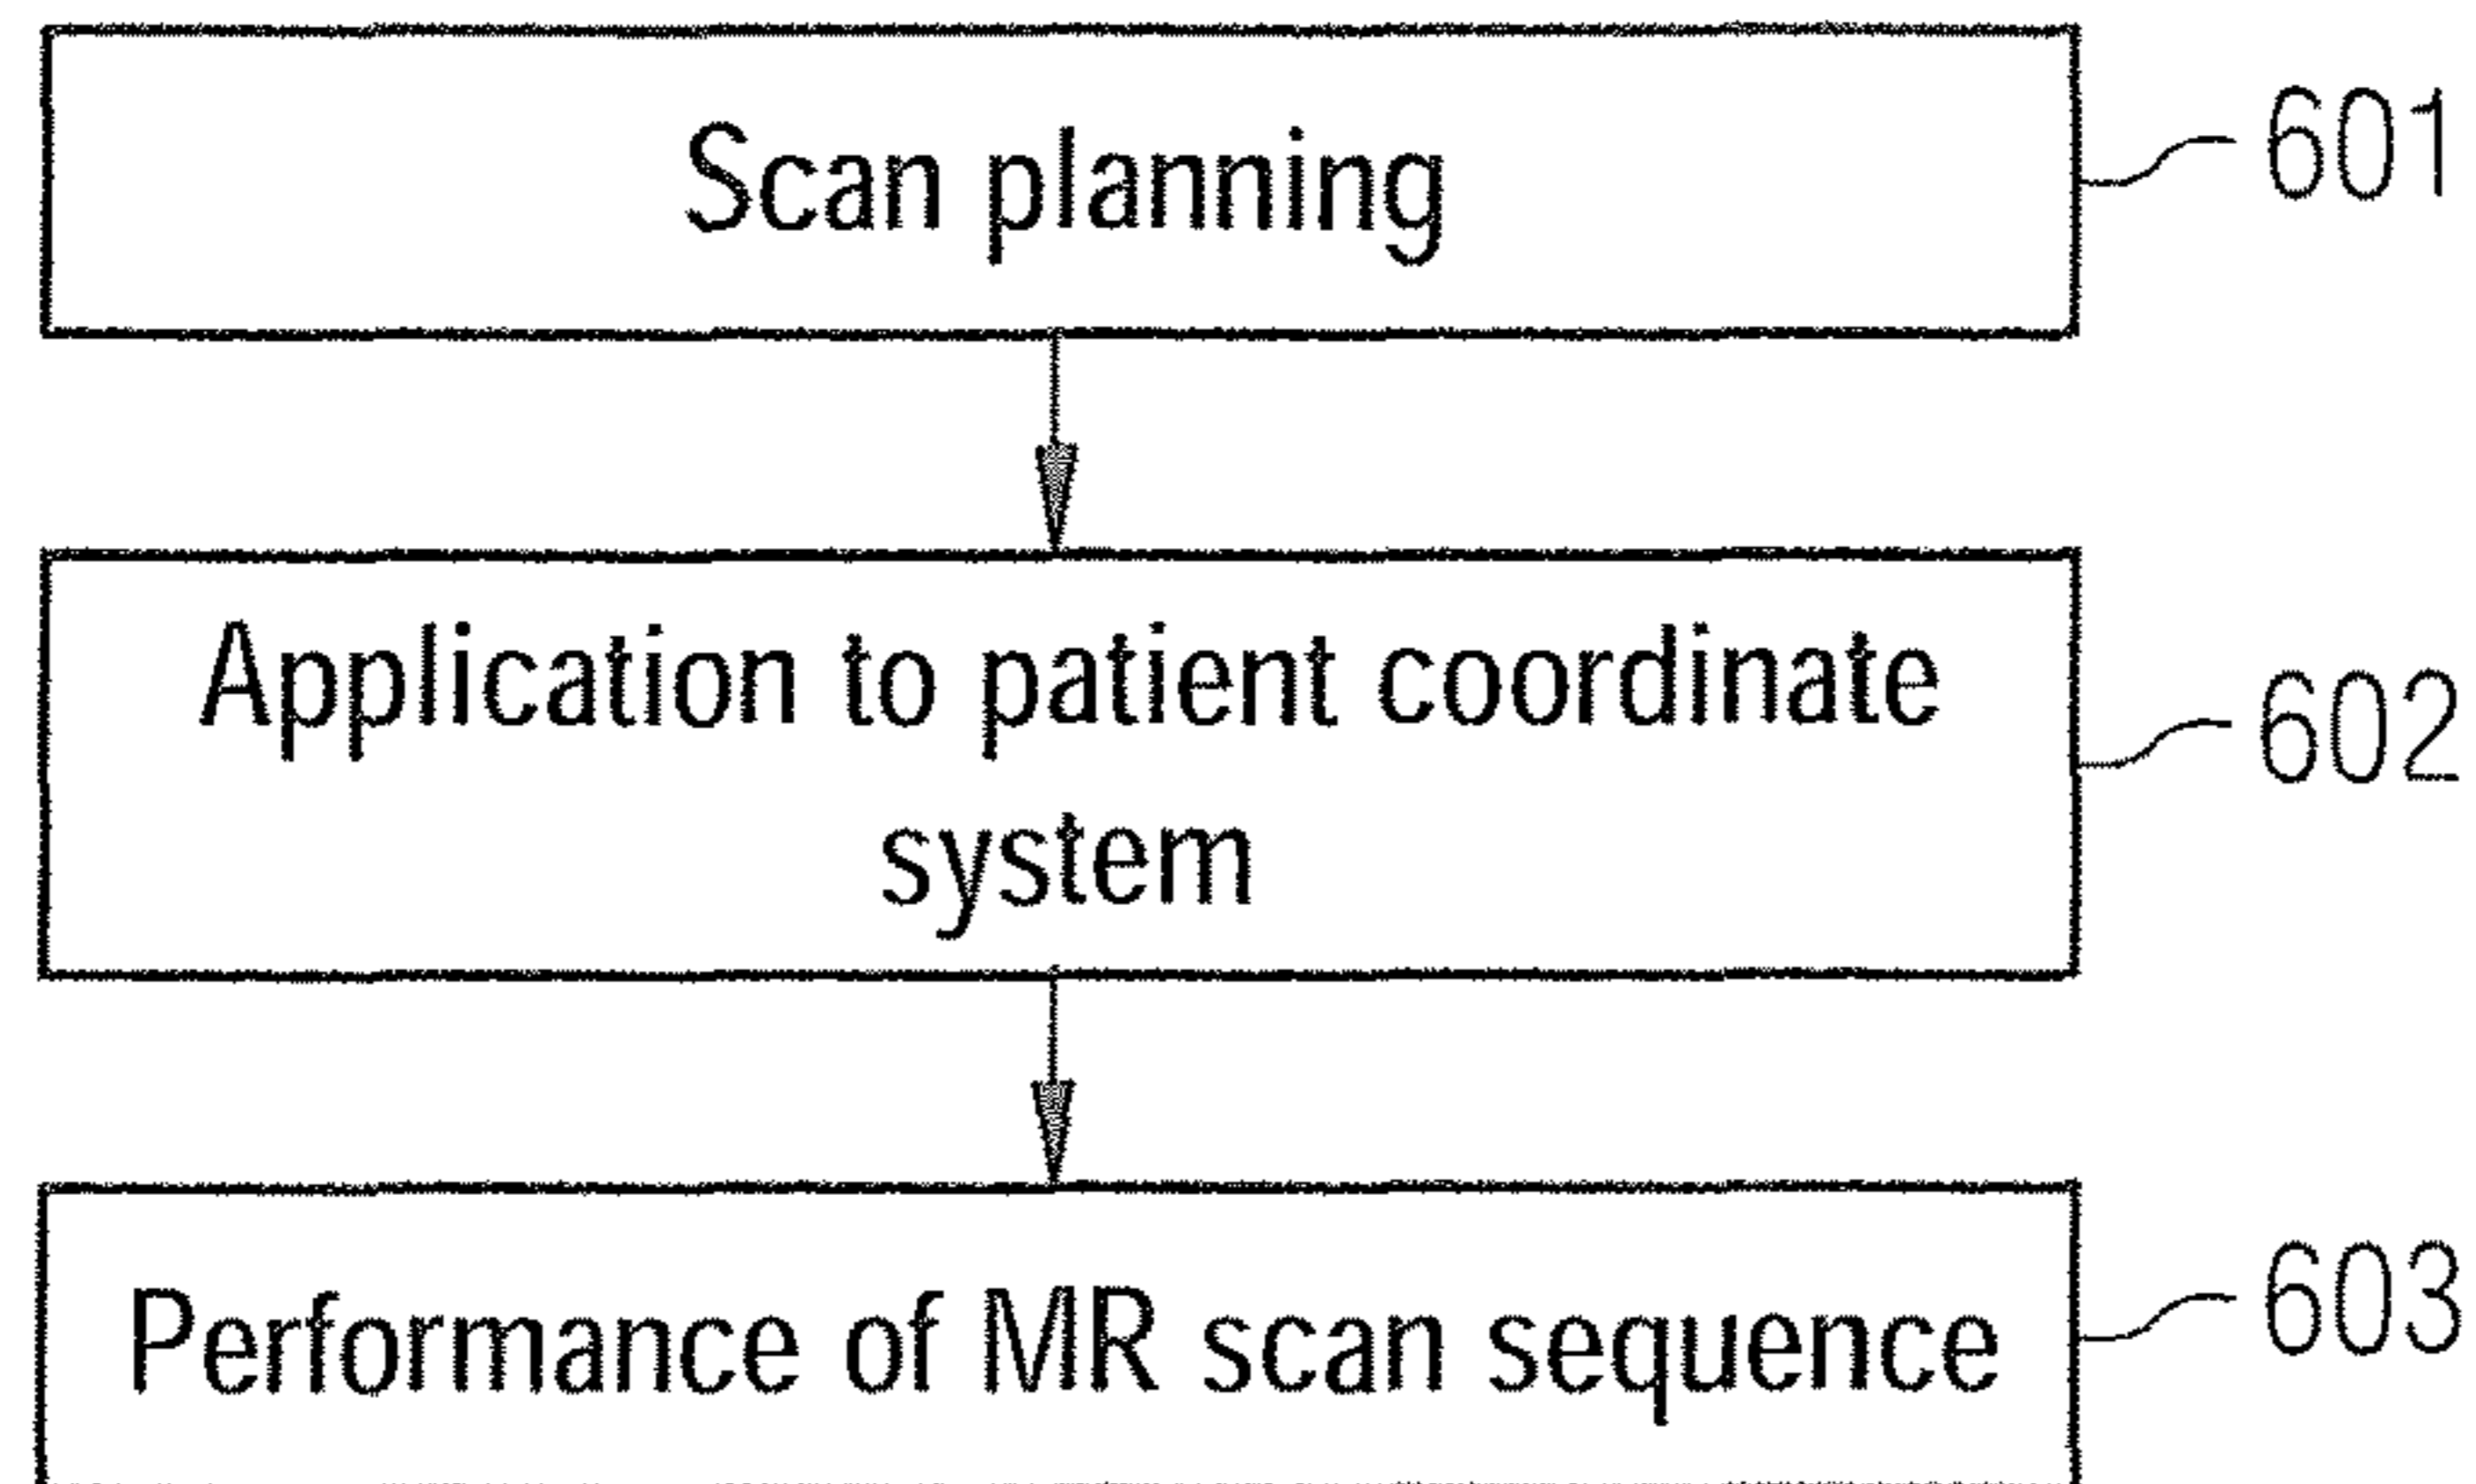 Scan planning
601
Application to patient coordinate
system
602
Performance of MR scan sequence
603